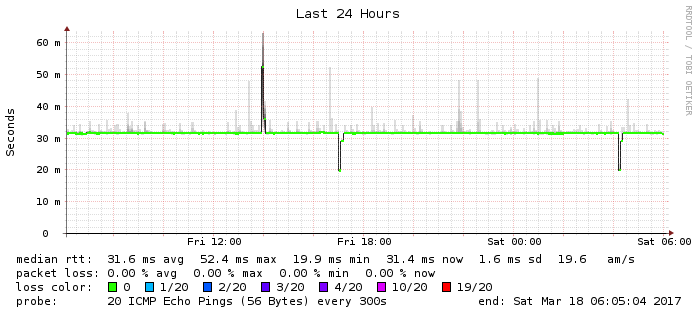 Last 24 Hours
RRDTOOL / TOBI OETIKER
Seconds
60 m
50 m
40 m
30 m
20 m
10 m
0
Fri 12:00 Fri 18:00 Sat 00:00 Sat 06:00
median rtt: 31.6 ms avg 52.4 ms max 19.9 ms min 31.4 ms now 1.6 ms sd 19.6 am/s
packet loss: 0.00 % avg 0.00 % max 0.00 % min 0.00 % now
loss color: 0 1/20 2/20 3/20 4/20 10/20 19/20
probe: 20 ICMP Echo Pings (56 Bytes) every 300s end: Sat Mar 18 06:05:04 2017